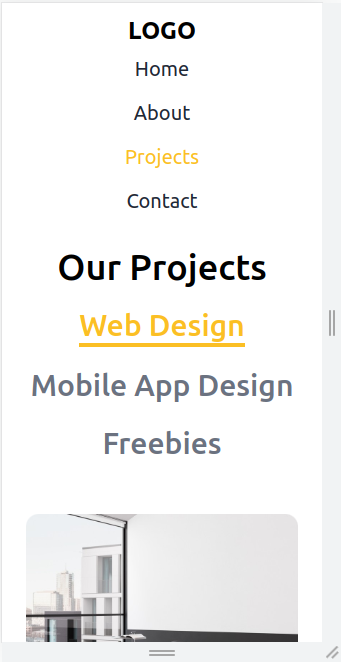 LOGO
Home
About
Projects
Contact
Our Projects
Web Design
Mobile App Design
Freebies